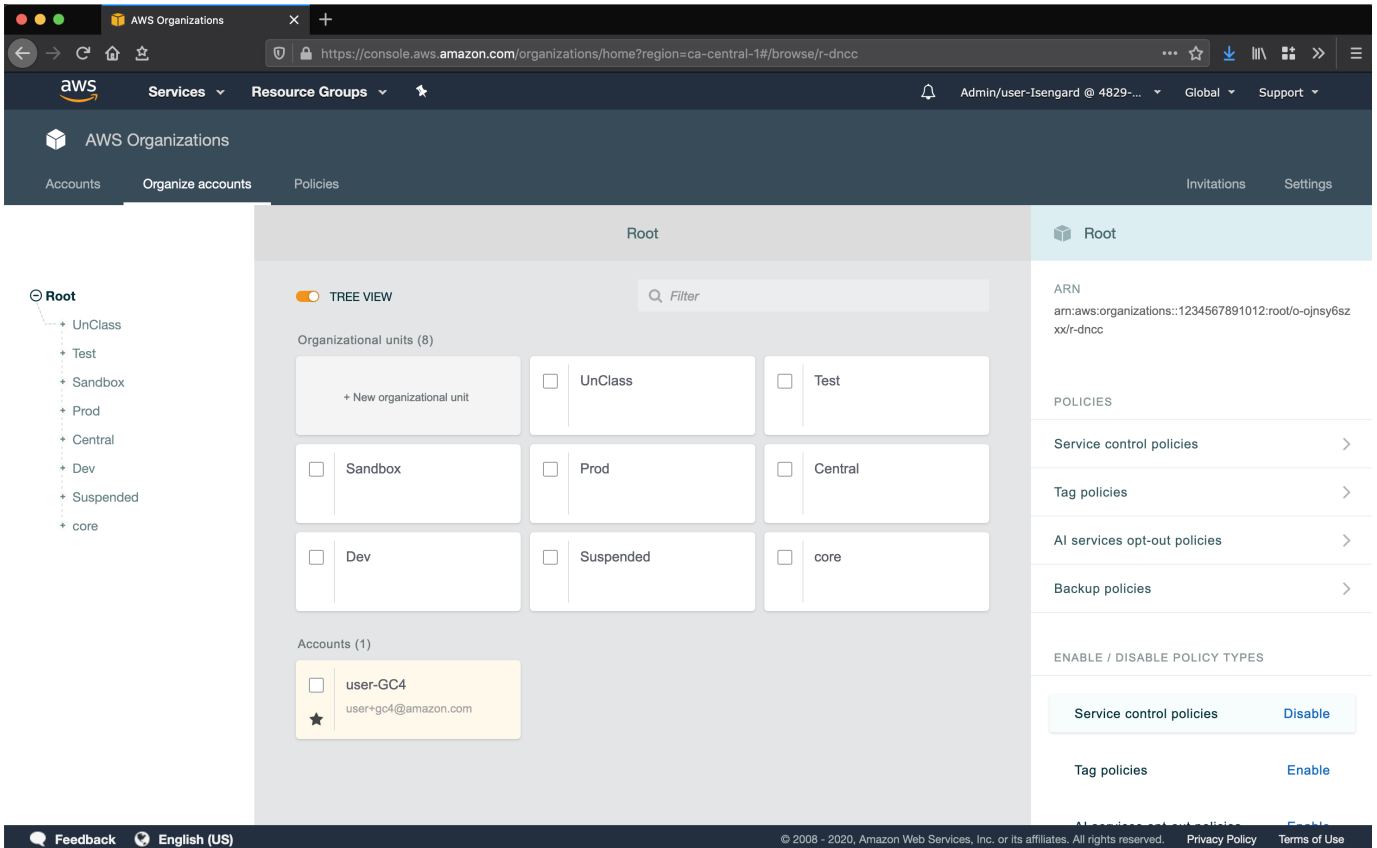 AWS Organizations
https://console.aws.amazon.com/organizations/home?region=ca-central-1#/browse/r-dncc
aws
Services
Resource Groups
Admin/user-Isengard @ 4829-...
Global
Support
AWS Organizations
Accounts
Organize accounts
Policies
Invitations
Settings
Root
UnClass
Test
Sandbox
Prod
Central
Dev
Suspended
core
Root
TREE VIEW
Filter
Organizational units (8)
+ New organizational unit
UnClass
Test
Sandbox
Prod
Central
Dev
Suspended
core
Accounts (1)
user-GC4
user+gc4@amazon.com
Root
ARN
arn:aws:organizations::1234567891012:root/o-ojnsy6sz
xx/r-dncc
POLICIES
Service control policies
Tag policies
AI services opt-out policies
Backup policies
ENABLE / DISABLE POLICY TYPES
Service control policies Disable
Tag policies Enable
AI services opt-out policies Enable
Feedback
English (US)
© 2008 - 2020, Amazon Web Services, Inc. or its affiliates. All rights reserved.
Privacy Policy
Terms of Use